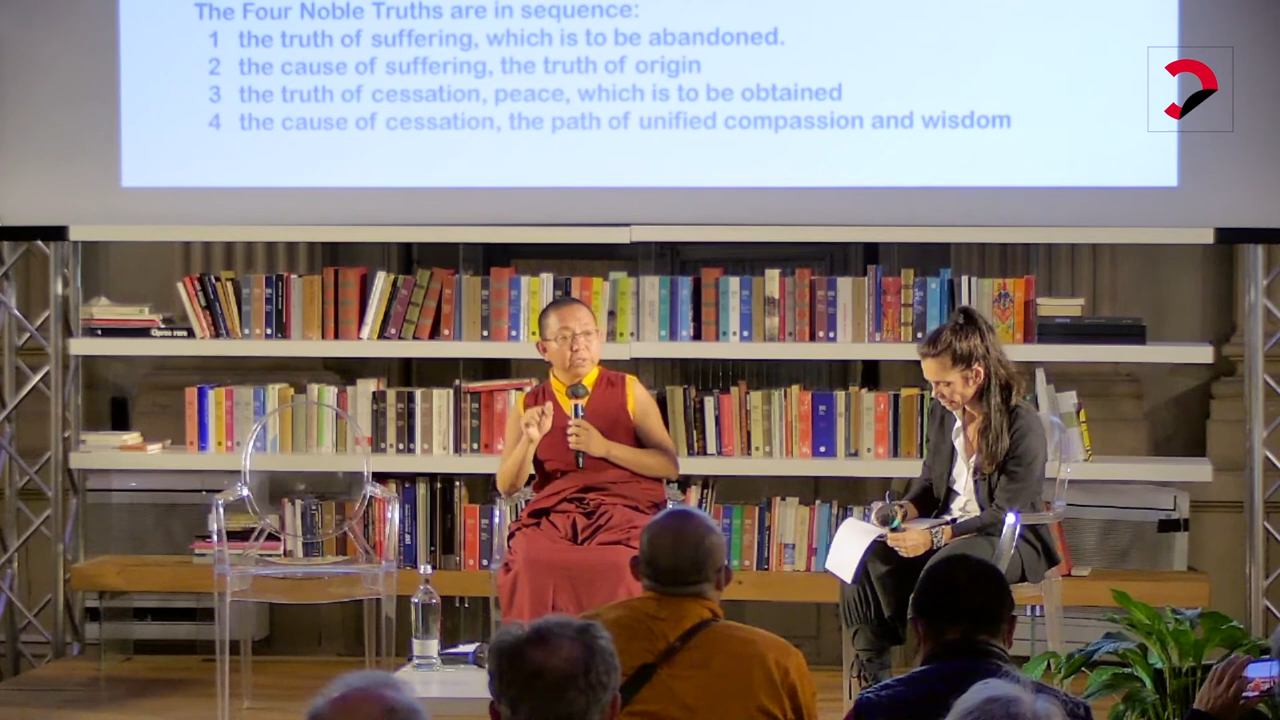 The Four Noble Truths are in sequence:
1 the truth of suffering, which is to be abandoned.
2 the cause of suffering, the truth of origin
3 the truth of cessation, peace, which is to be obtained
4 the cause of cessation, the path of unified compassion and wisdom